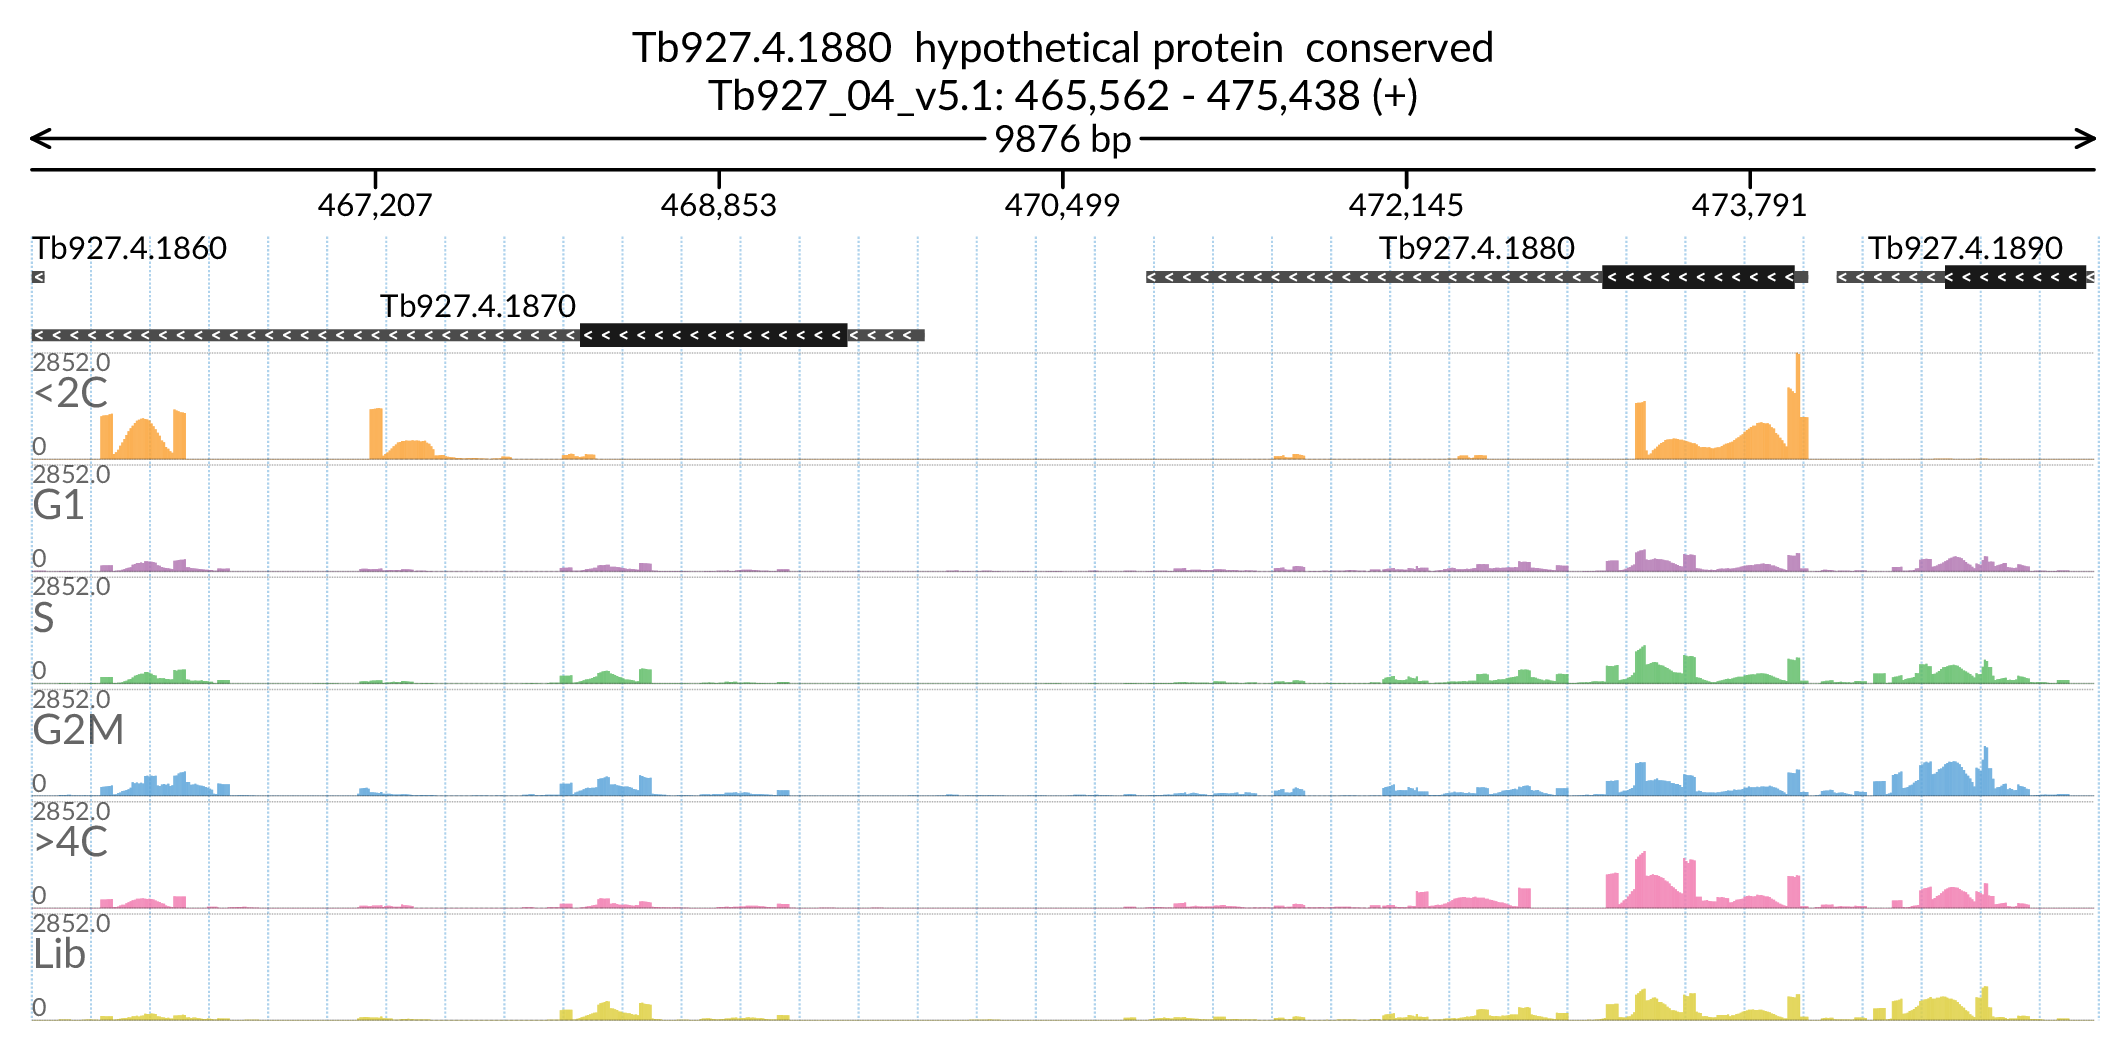 Tb927.4.1880  hypothetical protein  conserved
Tb927_04_v5.1: 465,562 - 475,438 (+)
9876 bp
467,207 468,853 470,499 472,145 473,791
Tb927.4.1860 Tb927.4.1880 Tb927.4.1890
Tb927.4.1870
2852.0
<2C
0
2852.0
G1
0
2852.0
S
0
2852.0
G2M
0
2852.0
>4C
0
2852.0
Lib
0